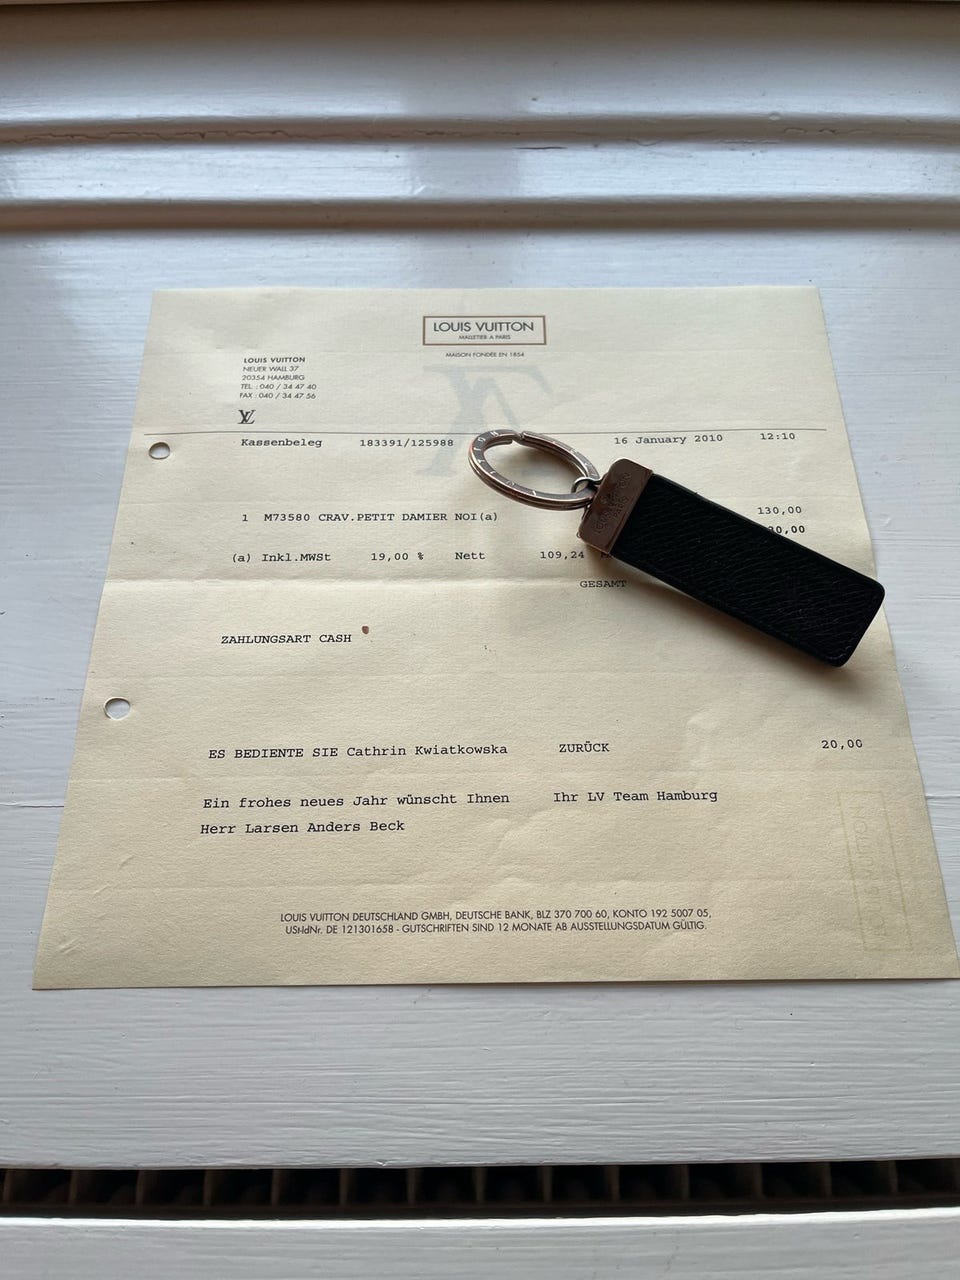 LOUIS VUITTON
MALLETIER A PARIS
MAISON FONDÉE EN 1854
LOUIS VUITTON
NEUER WALL 37
20354 HAMBURG
TEL. : 040 / 34 47 40
FAX : 040 / 34 47 56
LV
Kassenbeleg 183391/125988 16 January 2010 12:10
1 M73580 CRAV.PETIT DAMIER NOI(a) 130,00
(a) Inkl.MWSt 19,00 % Nett 109,24
GESAMT
ZAHLUNGSART CASH
ES BEDIENTE SIE Cathrin Kwiatkowska ZURÜCK 20,00
Ein frohes neues Jahr wünscht Ihnen Ihr LV Team Hamburg
Herr Larsen Anders Beck
LOUIS VUITTON
LOUIS VUITTON DEUTSCHLAND GMBH, DEUTSCHE BANK, BLZ 370 700 60, KONTO 192 5007 05,
USt-IdNr. DE 121301658 - GUTSCHRIFTEN SIND 12 MONATE AB AUSSTELLUNGSDATUM GÜLTIG.